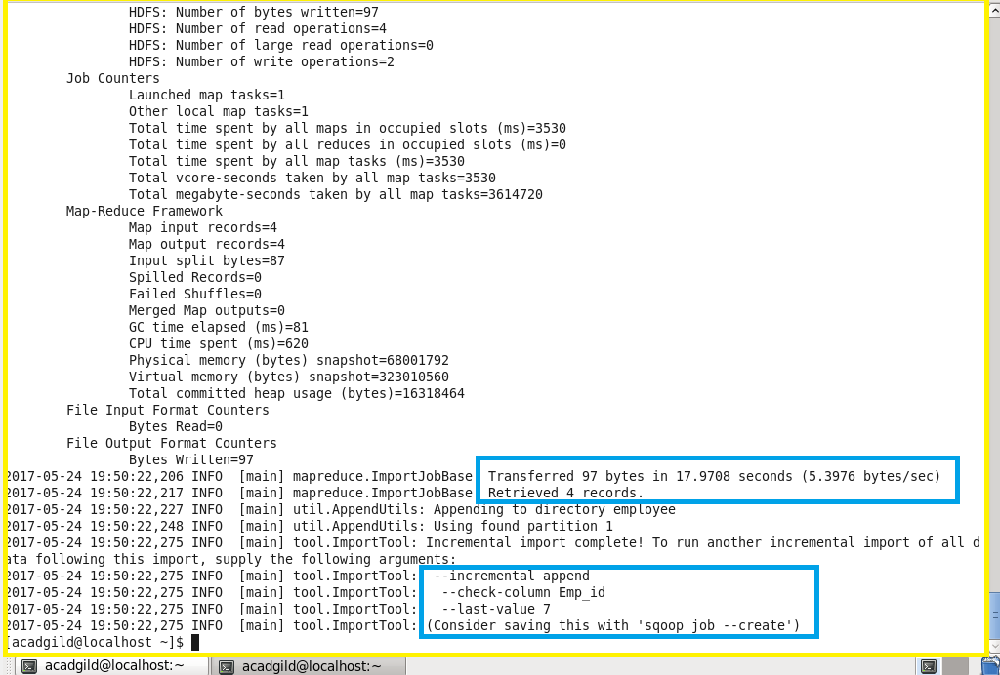 HDFS: Number of bytes written=97
HDFS: Number of read operations=4
HDFS: Number of large read operations=0
HDFS: Number of write operations=2
Job Counters
Launched map tasks=1
Other local map tasks=1
Total time spent by all maps in occupied slots (ms)=3530
Total time spent by all reduces in occupied slots (ms)=0
Total time spent by all map tasks (ms)=3530
Total vcore-seconds taken by all map tasks=3530
Total megabyte-seconds taken by all map tasks=3614720
Map-Reduce Framework
Map input records=4
Map output records=4
Input split bytes=87
Spilled Records=0
Failed Shuffles=0
Merged Map outputs=0
GC time elapsed (ms)=81
CPU time spent (ms)=620
Physical memory (bytes) snapshot=68001792
Virtual memory (bytes) snapshot=323010560
Total committed heap usage (bytes)=16318464
File Input Format Counters
Bytes Read=0
File Output Format Counters
Bytes Written=97
2017-05-24 19:50:22,206 INFO  [main] mapreduce.ImportJobBase Transferred 97 bytes in 17.9708 seconds (5.3976 bytes/sec)
2017-05-24 19:50:22,217 INFO  [main] mapreduce.ImportJobBase Retrieved 4 records.
2017-05-24 19:50:22,227 INFO  [main] util.AppendUtils: Appending to directory employee
2017-05-24 19:50:22,248 INFO  [main] util.AppendUtils: Using found partition 1
2017-05-24 19:50:22,275 INFO  [main] tool.ImportTool: Incremental import complete! To run another incremental import of all d
ata following this import, supply the following arguments:
2017-05-24 19:50:22,275 INFO  [main] tool.ImportTool:  --incremental append
2017-05-24 19:50:22,275 INFO  [main] tool.ImportTool:   --check-column Emp_id
2017-05-24 19:50:22,275 INFO  [main] tool.ImportTool:   --last-value 7
2017-05-24 19:50:22,275 INFO  [main] tool.ImportTool: (Consider saving this with 'sqoop job --create')
[acadgild@localhost ~]$
acadgild@localhost:~ acadgild@localhost:~